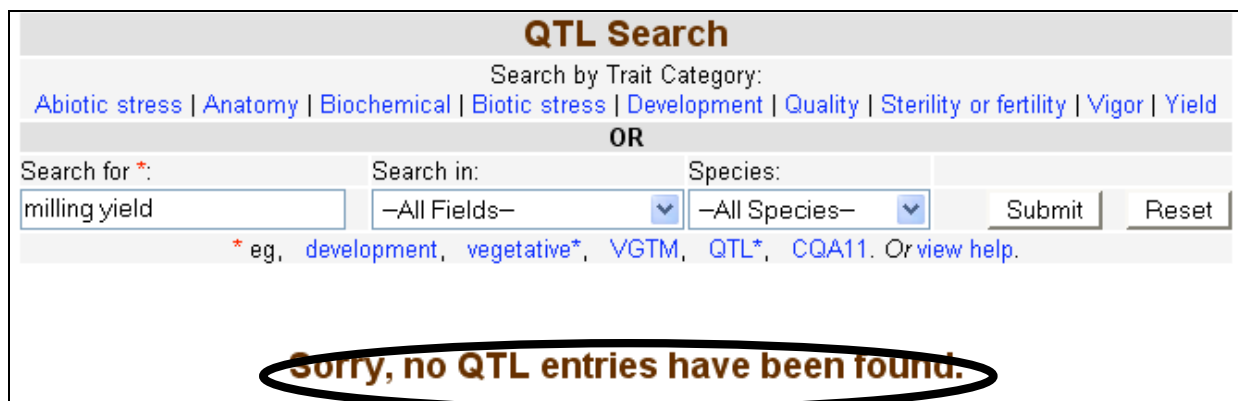 QTL Search
Search by Trait Category:
Abiotic stress | Anatomy | Biochemical | Biotic stress | Development | Quality | Sterility or fertility | Vigor | Yield
OR
Search for *: Search in: Species:
milling yield –All Fields– –All Species– Submit Reset
* eg, development, vegetative*, VGTM, QTL*, CQA11. Or view help.
Sorry, no QTL entries have been found.